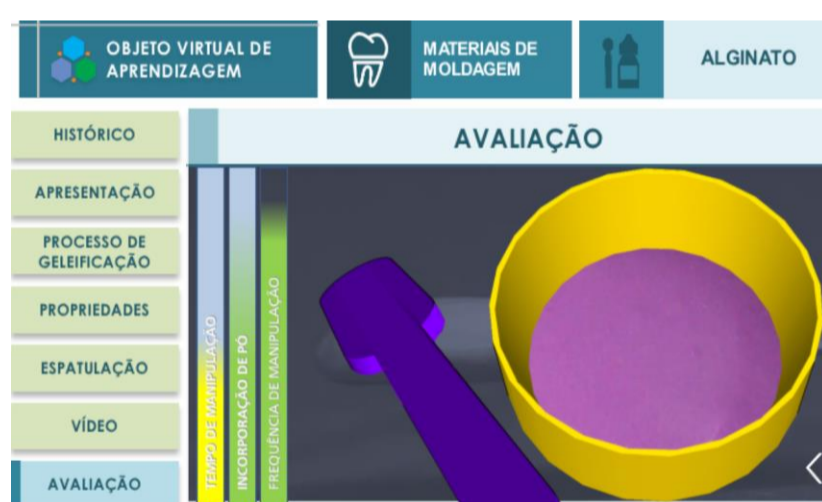 OBJETO VIRTUAL DE
APRENDIZAGEM
MATERIAIS DE
MOLDAGEM
ALGINATO
HISTÓRICO
APRESENTAÇÃO
PROCESSO DE
GELEIFICAÇÃO
PROPRIEDADES
ESPATULAÇÃO
VÍDEO
AVALIAÇÃO
AVALIAÇÃO
TEMPO DE MANIPULAÇÃO
INCORPORAÇÃO DE PÓ
FREQUÊNCIA DE MANIPULAÇÃO